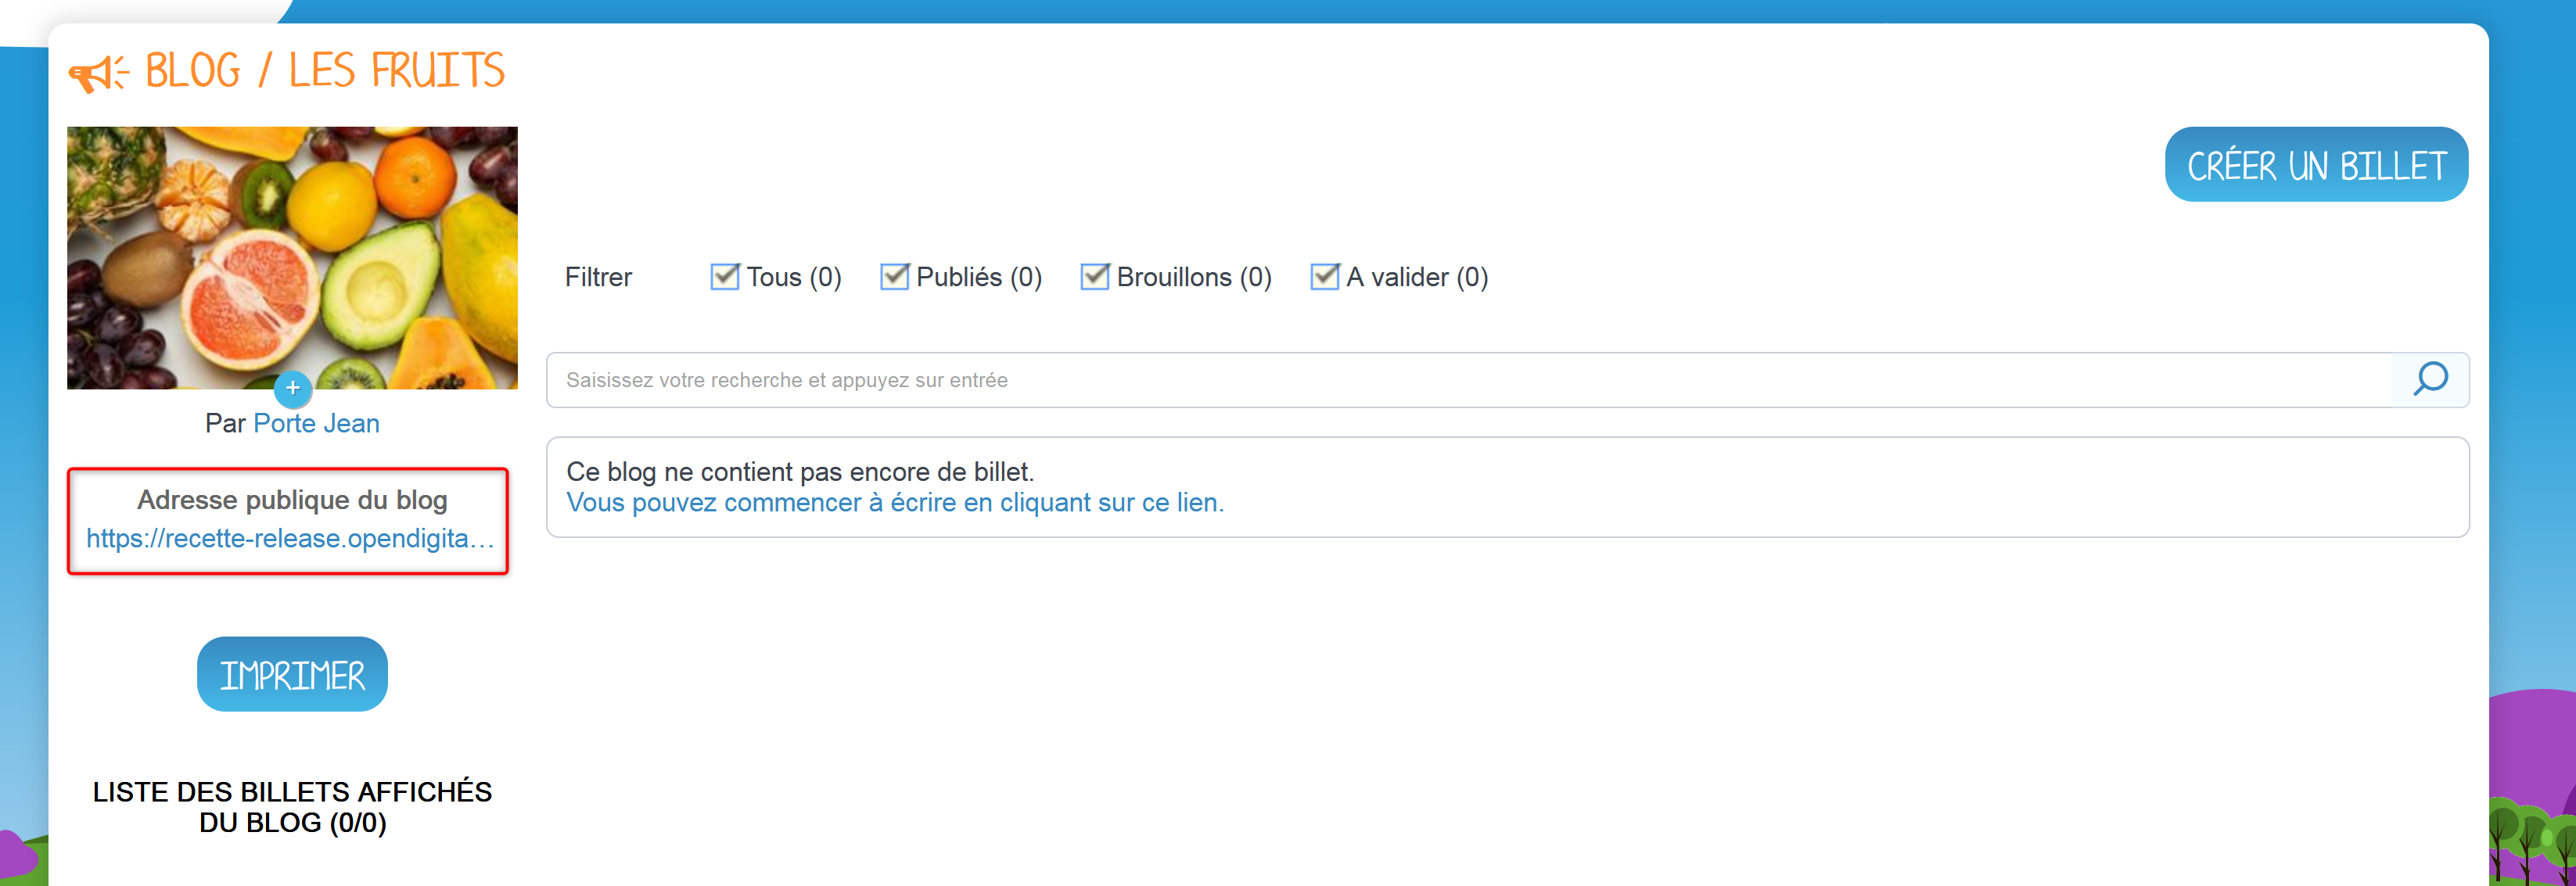 BLOG / LES FRUITS
CRÉER UN BILLET
Filtrer Tous (0) Publiés (0) Brouillons (0) A valider (0)
Saisissez votre recherche et appuyez sur entrée
+
Par Porte Jean
Adresse publique du blog
https://recette-release.opendigita...
Ce blog ne contient pas encore de billet.
Vous pouvez commencer à écrire en cliquant sur ce lien.
IMPRIMER
LISTE DES BILLETS AFFICHÉS
DU BLOG (0/0)